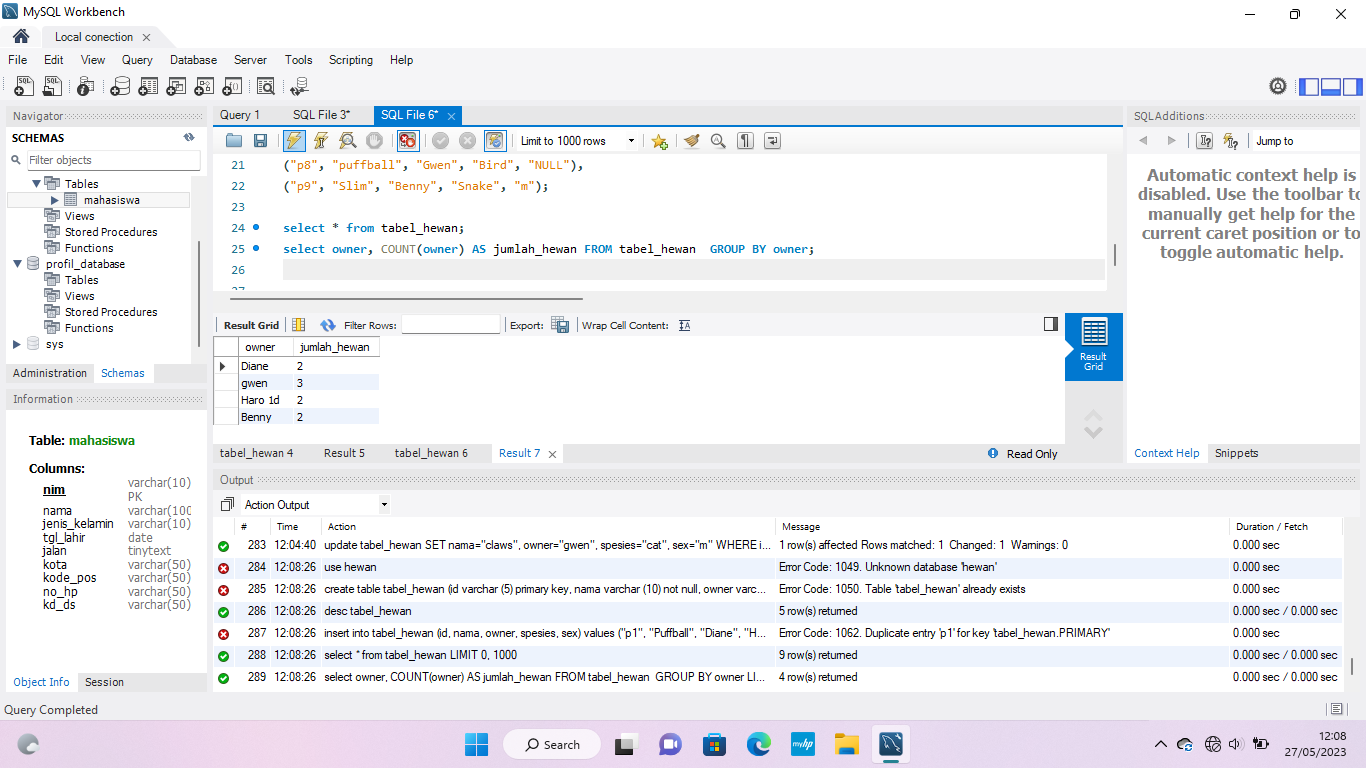 MySQL Workbench
Local conection
File Edit View Query Database Server Tools Scripting Help
Navigator
SCHEMAS
Filter objects
Tables
mahasiswa
Views
Stored Procedures
Functions
profil_database
Tables
Views
Stored Procedures
Functions
sys
Administration Schemas
Information
Table: mahasiswa
Columns:
nim varchar(10) PK
nama varchar(100
jenis_kelamin varchar(10)
tgl_lahir date
jalan tinytext
kota varchar(50)
kode_pos varchar(50)
no_hp varchar(50)
kd_ds varchar(50)
Object Info Session
Query 1 SQL File 3* SQL File 6*
Limit to 1000 rows
21 ("p8", "puffball", "Gwen", "Bird", "NULL"),
22 ("p9", "Slim", "Benny", "Snake", "m");
23
24 select * from tabel_hewan;
25 select owner, COUNT(owner) AS jumlah_hewan FROM tabel_hewan  GROUP BY owner;
26
27
Result Grid Filter Rows: Export: Wrap Cell Content:
owner jumlah_hewan
Diane 2
gwen 3
Haro 1d 2
Benny 2
Result
Grid
tabel_hewan 4 Result 5 tabel_hewan 6 Result 7 Read Only
SQLAdditions
Jump to
Automatic context help is
disabled. Use the toolbar to
manually get help for the
current caret position or to
toggle automatic help.
Context Help Snippets
Output
Action Output
# Time Action Message Duration / Fetch
283 12:04:40 update tabel_hewan SET nama="claws", owner="gwen", spesies="cat", sex="m" WHERE i... 1 row(s) affected Rows matched: 1 Changed: 1 Warnings: 0 0.000 sec
284 12:08:26 use hewan Error Code: 1049. Unknown database 'hewan' 0.000 sec
285 12:08:26 create table tabel_hewan (id varchar (5) primary key, nama varchar (10) not null, owner varc... Error Code: 1050. Table 'tabel_hewan' already exists 0.000 sec
286 12:08:26 desc tabel_hewan 5 row(s) returned 0.000 sec / 0.000 sec
287 12:08:26 insert into tabel_hewan (id, nama, owner, spesies, sex) values ("p1", "Puffball", "Diane", "H... Error Code: 1062. Duplicate entry 'p1' for key 'tabel_hewan.PRIMARY' 0.000 sec
288 12:08:26 select * from tabel_hewan LIMIT 0, 1000 9 row(s) returned 0.000 sec / 0.000 sec
289 12:08:26 select owner, COUNT(owner) AS jumlah_hewan FROM tabel_hewan  GROUP BY owner LI... 4 row(s) returned 0.000 sec / 0.000 sec
Query Completed
Search
12:08
27/05/2023